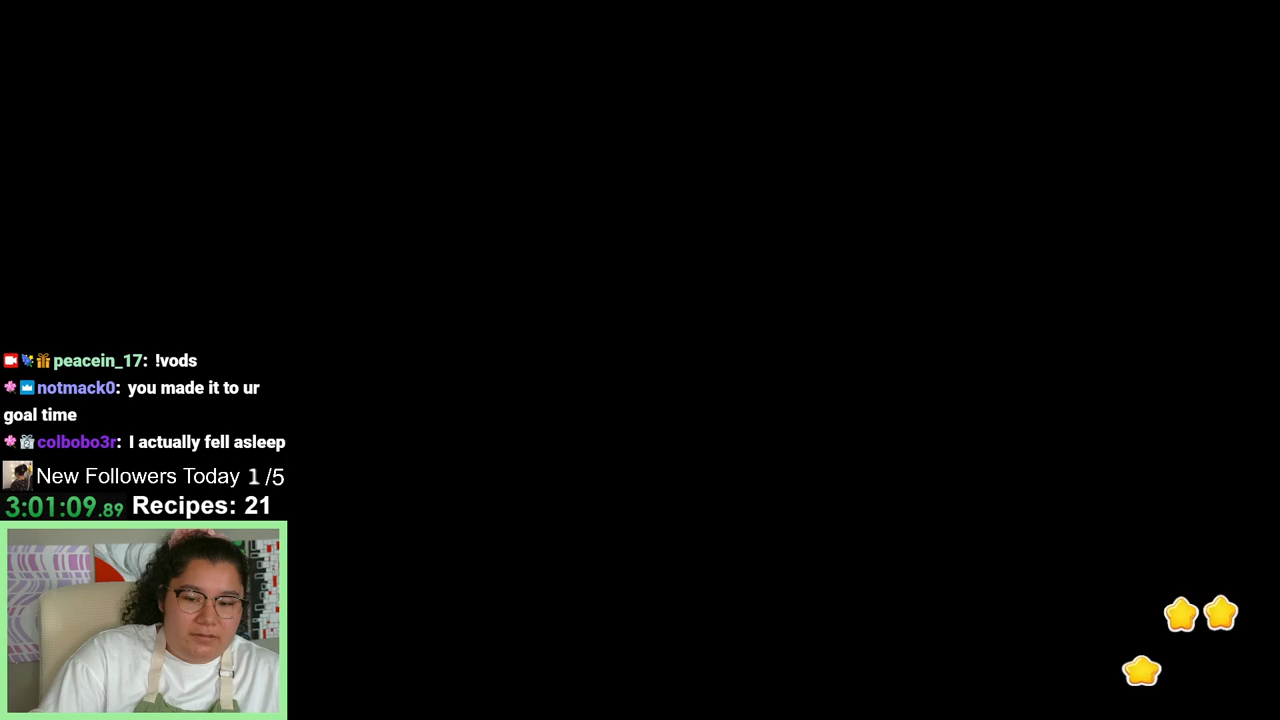 peacein_17: !vods
notmack0: you made it to ur
goal time
colbobo3r: I actually fell asleep
New Followers Today 1 /5
3:01:09.89 Recipes: 21